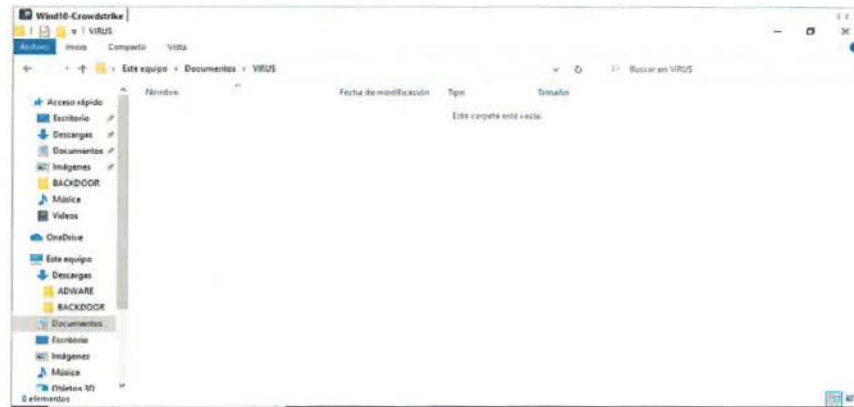 Wind10-Crowdstrike
VIRUS
Archivo Inicio Compartir Vista
Este equipo Documentos VIRUS
Buscar en VIRUS
Nombre Fecha de modificación Tipo Tamaño
Esta carpeta está vacía.
Acceso rápido
Escritorio
Descargas
Documentos
Imágenes
BACKDOOR
Música
Videos
OneDrive
Este equipo
Descargas
ADWARE
BACKDOOR
Documentos
Escritorio
Imágenes
Música
Objetos 3D
0 elementos